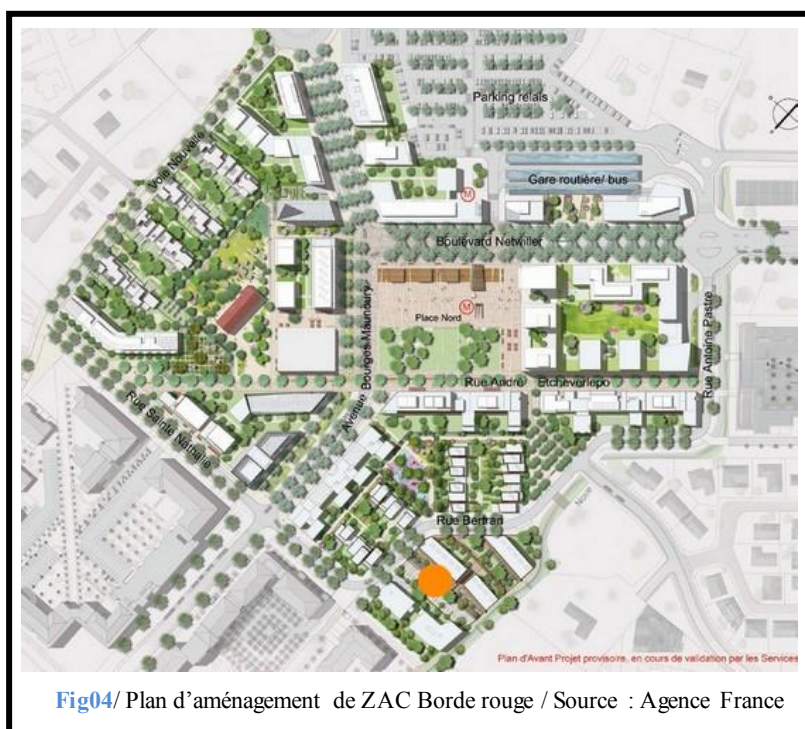 Parking relais
Voie Nouvelle
Gare routière/ bus
M
Boulevard Netwiller
M
Place Nord
Avenue Bourges Maunoury
Rue Antoine Pastre
Rue André Etcheverlepo
Rue Sainte Nathalie
Rue Bertran
Plan d'Avant Projet provisoire, en cours de validation par les Services
Fig04/ Plan d'aménagement de ZAC Borde rouge / Source : Agence France